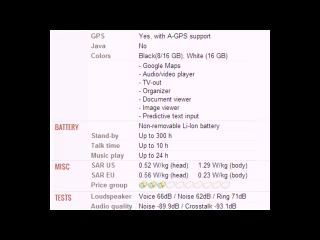 GPS Yes, with A-GPS support
Java No
Colors Black(8/16 GB), White (16 GB)
- Google Maps
- Audio/video player
- TV-out
- Organizer
- Document viewer
- Image viewer
- Predictive text input
BATTERY Non-removable Li-Ion battery
Stand-by Up to 300 h
Talk time Up to 10 h
Music play Up to 24 h
MISC SAR US 0.52 W/kg (head) 1.29 W/kg (body)
SAR EU 0.56 W/kg (head) 0.23 W/kg (body)
Price group
TESTS Loudspeaker Voice 66dB / Noise 62dB / Ring 71dB
Audio quality Noise -89.9dB / Crosstalk -93.1dB